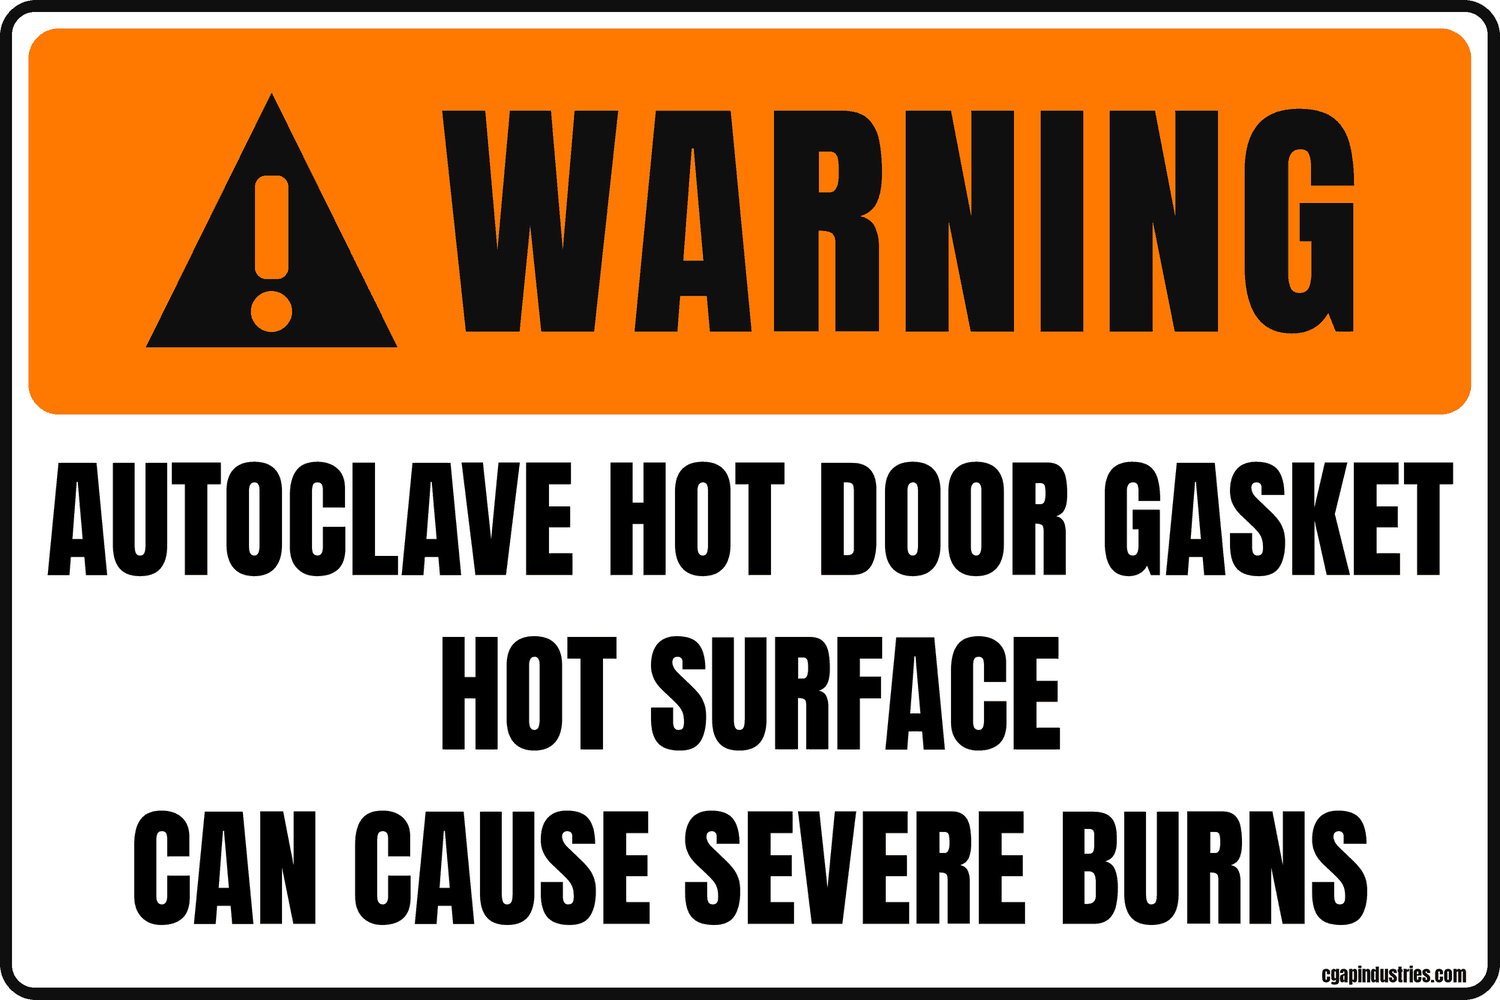 WARNING
AUTOCLAVE HOT DOOR GASKET
HOT SURFACE
CAN CAUSE SEVERE BURNS
cgapindustries.com